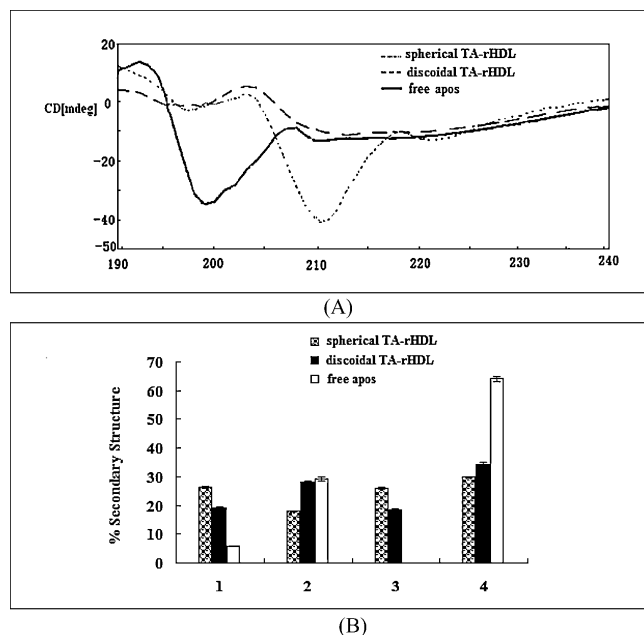 CD[mdeg]
20
0
-20
-40
-50
spherical TA-rHDL
discoidal TA-rHDL
free apos
190
200
210
220
230
240
(A)
spherical TA-rHDL
discoidal TA-rHDL
free apos
% Secondary Structure
70
60
50
40
30
20
10
0
1
2
3
4
(B)